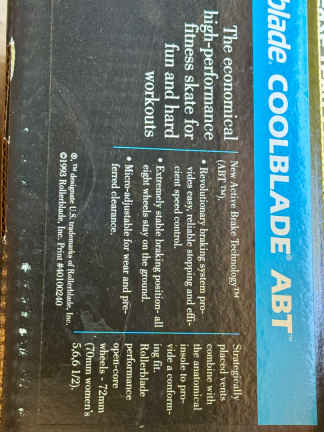 blade. COOLBLADE® ABT™
The economical
high-performance
fitness skate for
fun and hard
workouts
New Active Brake Technology™
(ABT™).
• Revolutionary braking system pro-
vides easy, reliable stopping and effi-
cient speed control.
• Extremely stable braking position- all
eight wheels stay on the ground.
• Micro-adjustable for wear and pre-
ferred clearance.
Strategically
placed vents
combine with
the anatomical
insole to pro-
vide a conform-
ing fit.
Rollerblade
performance
open-core
wheels - 72mm
(70mm women's
5,6,6 1/2).
®, ™ designate U.S. trademarks of Rollerblade, Inc.
©1993 Rollerblade, Inc. Print #40100240